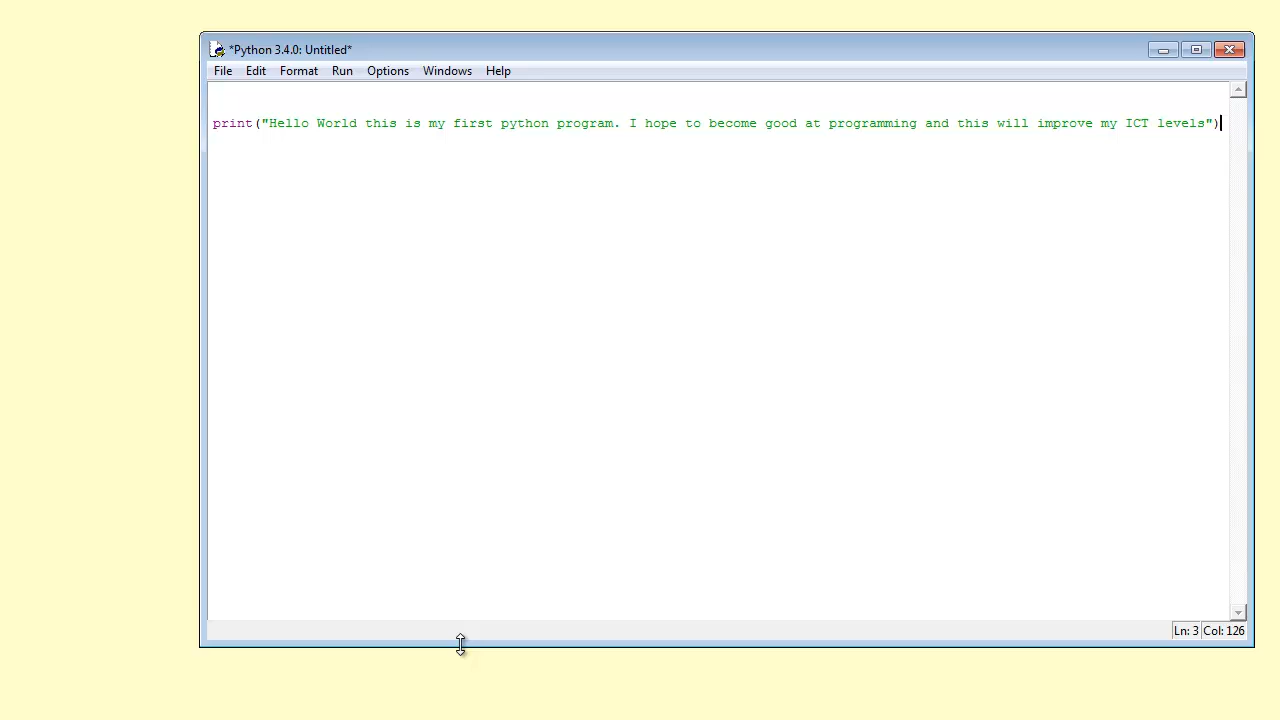 *Python 3.4.0: Untitled*
File Edit Format Run Options Windows Help
print("Hello World this is my first python program. I hope to become good at programming and this will improve my ICT levels")
Ln: 3 Col: 126